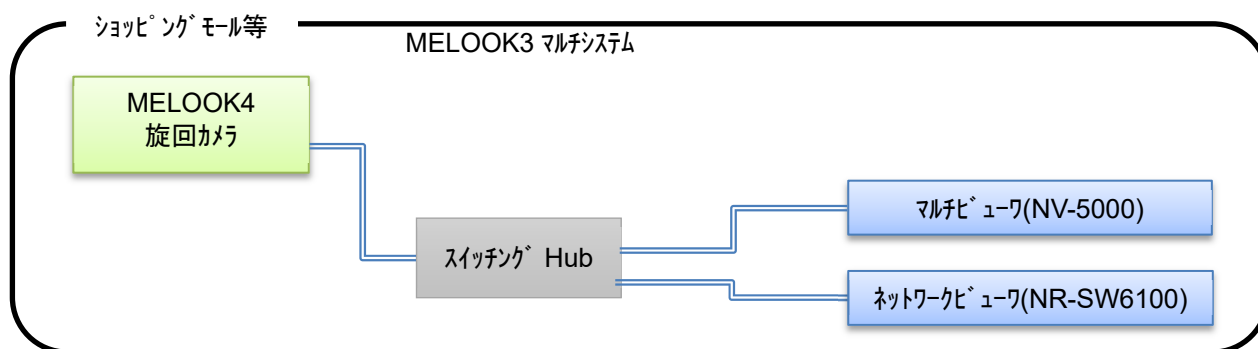 ｼｮｯﾋﾟﾝｸﾞﾓｰﾙ等
MELOOK3 ﾏﾙﾁｼｽﾃﾑ
MELOOK4
旋回ｶﾒﾗ
ﾏﾙﾁﾋﾞｭｰﾜ(NV-5000)
ｽｲｯﾁﾝｸﾞ Hub
ﾈｯﾄﾜｰｸﾋﾞｭｰﾜ(NR-SW6100)